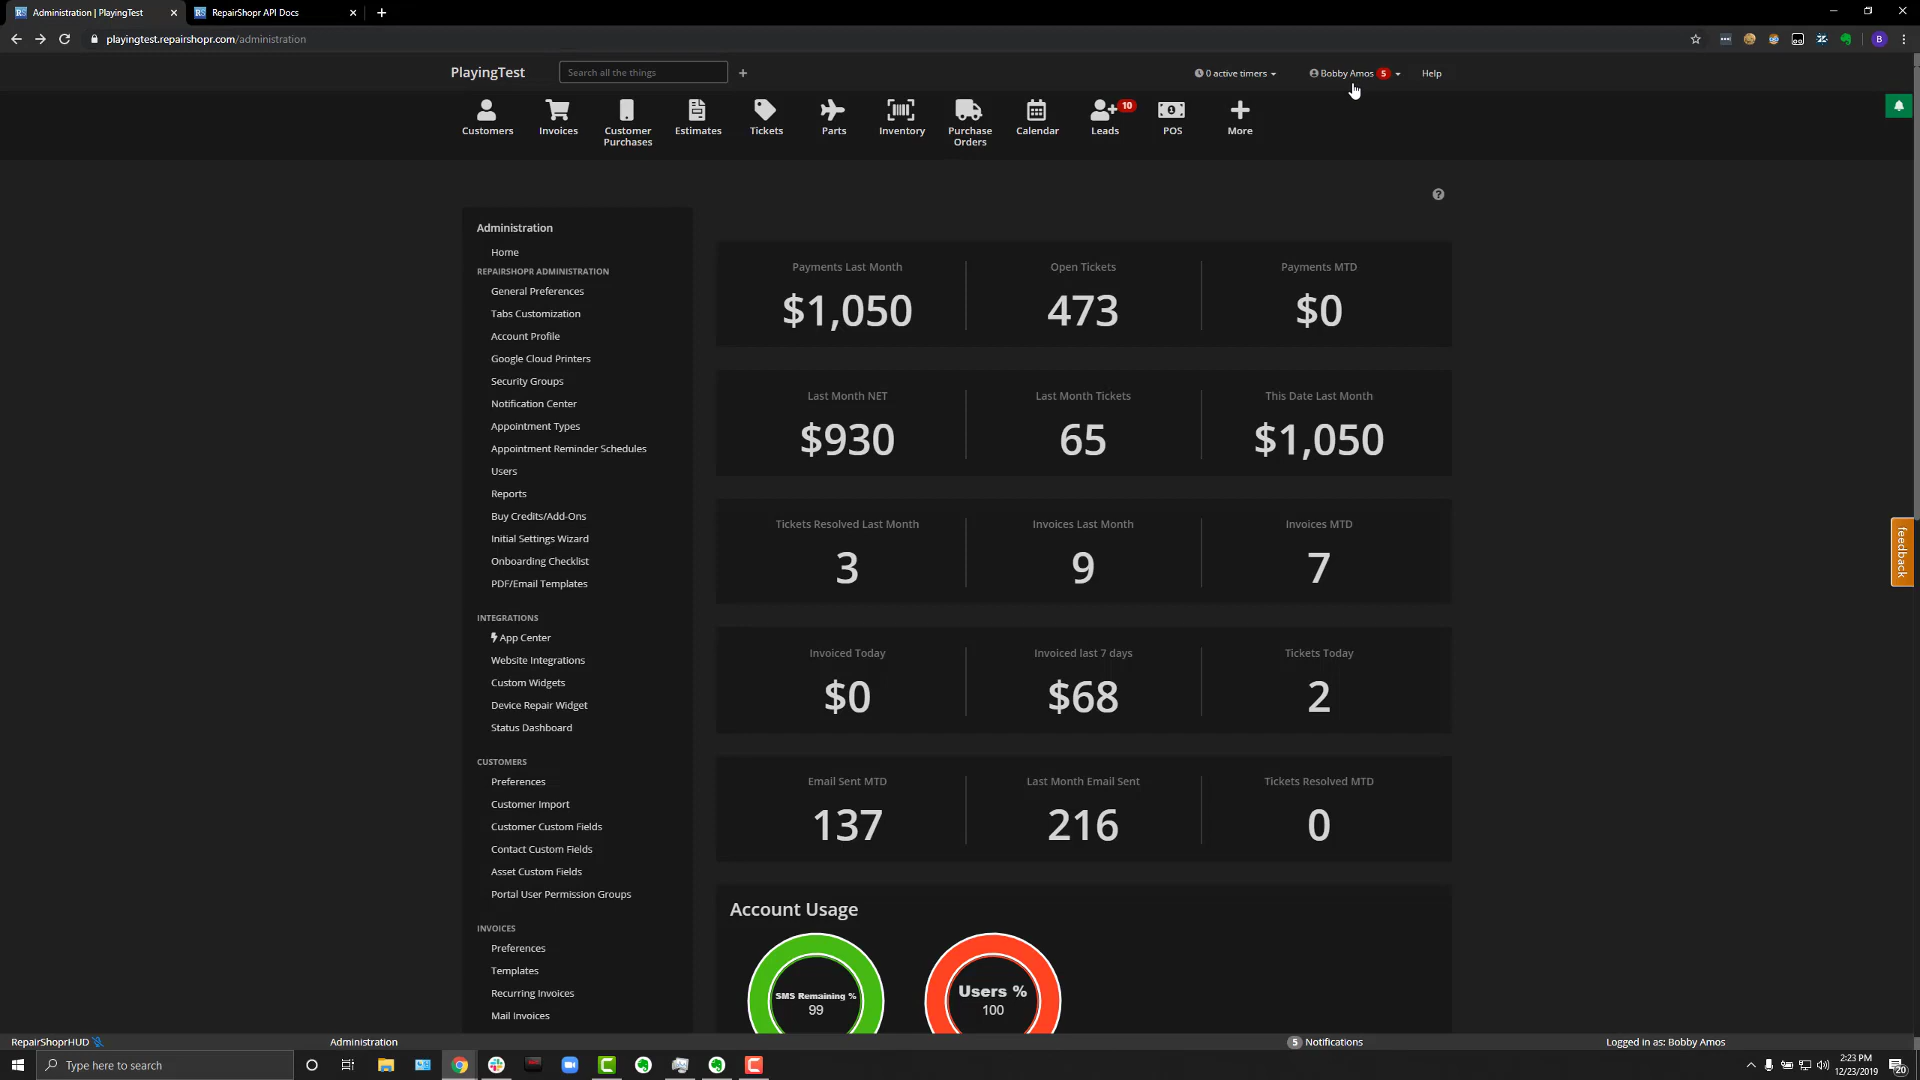 Administration | PlayingTest
RepairShopr API Docs
playingtest.repairshopr.com/administration
B
PlayingTest
Search all the things
0 active timers
Bobby Amos 5
Help
Customers
Invoices
Customer Purchases
Estimates
Tickets
Parts
Inventory
Purchase Orders
Calendar
10
Leads
POS
More
Administration
Home
REPAIRSHOPR ADMINISTRATION
General Preferences
Tabs Customization
Account Profile
Google Cloud Printers
Security Groups
Notification Center
Appointment Types
Appointment Reminder Schedules
Users
Reports
Buy Credits/Add-Ons
Initial Settings Wizard
Onboarding Checklist
PDF/Email Templates
INTEGRATIONS
App Center
Website Integrations
Custom Widgets
Device Repair Widget
Status Dashboard
CUSTOMERS
Preferences
Customer Import
Customer Custom Fields
Contact Custom Fields
Asset Custom Fields
Portal User Permission Groups
INVOICES
Preferences
Templates
Recurring Invoices
Mail Invoices
Payments Last Month
$1,050
Open Tickets
473
Payments MTD
$0
Last Month NET
$930
Last Month Tickets
65
This Date Last Month
$1,050
Tickets Resolved Last Month
3
Invoices Last Month
9
Invoices MTD
7
Invoiced Today
$0
Invoiced last 7 days
$68
Tickets Today
2
Email Sent MTD
137
Last Month Email Sent
216
Tickets Resolved MTD
0
Account Usage
SMS Remaining %
99
Users %
100
feedback
RepairShoprHUD
Administration
5 Notifications
Logged in as: Bobby Amos
Type here to search
2:23 PM
12/23/2019
20